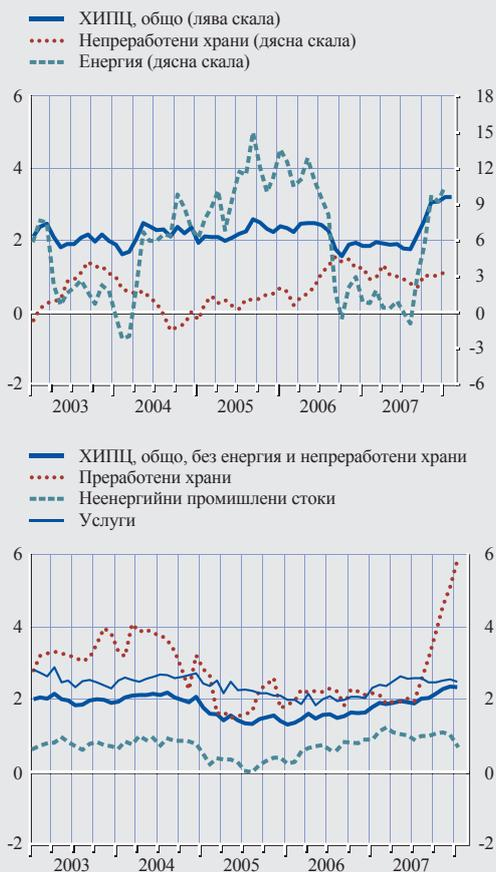 ХИПЦ, общо (лява скала)
Непреработени храни (дясна скала)
Енергия (дясна скала)
6 18
15
4 12
9
2 6
3
0 0
-3
-2 -6
2003 2004 2005 2006 2007
ХИПЦ, общо, без енергия и непреработени храни
Преработени храни
Неенергийни промишлени стоки
Услуги
6 6
4 4
2 2
0 0
-2 -2
2003 2004 2005 2006 2007